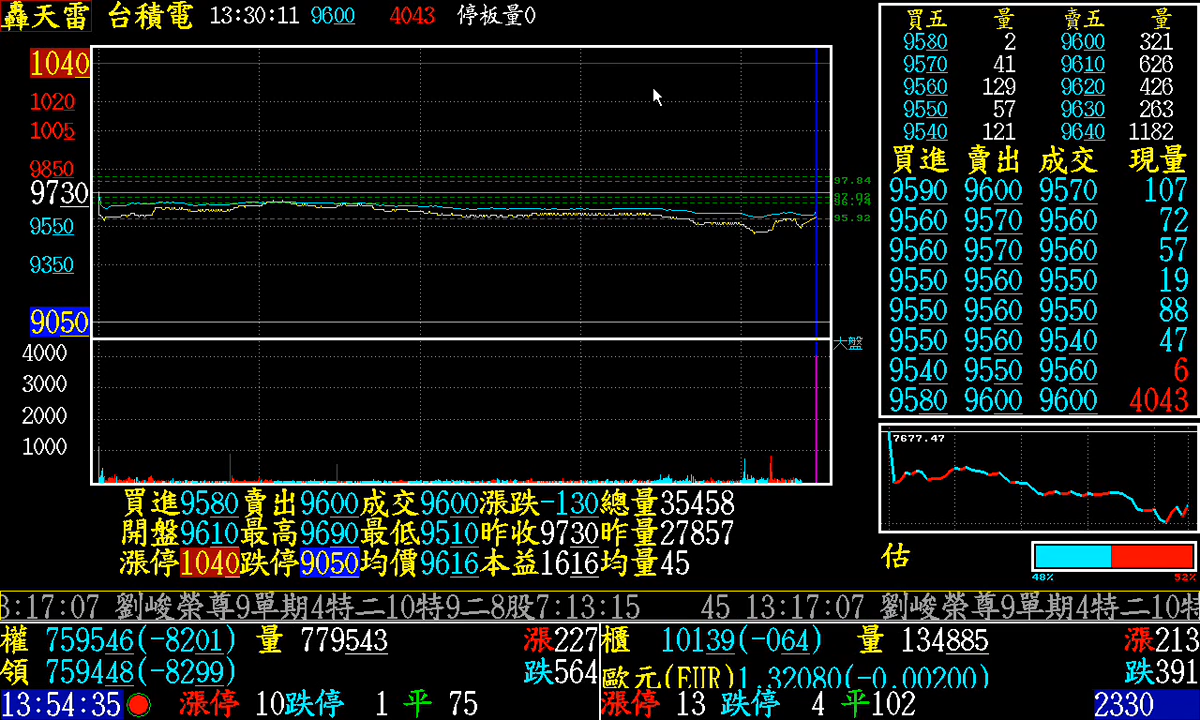 轟天雷 台積電 13:30:11 9600 4043 停板量0
1040
1020
1005
9850
9730
9550
9350
9050
4000
3000
2000
1000
97.84
95.92
大盤
買五 量 賣五 量
9580 2 9600 321
9570 41 9610 626
9560 129 9620 426
9550 57 9630 263
9540 121 9640 1182
買進 賣出 成交 現量
9590 9600 9570 107
9560 9570 9560 72
9560 9570 9560 57
9550 9560 9550 19
9550 9560 9550 88
9550 9560 9540 47
9540 9550 9560 6
9580 9600 9600 4043
7677.47
估 48% 52%
買進9580賣出9600成交9600漲跌-130總量35458
開盤9610最高9690最低9510昨收9730昨量27857
漲停1040跌停9050均價9616本益1616均量45
3:17:07 劉峻榮尊9單期4特二10特9二8股7:13:15 45 13:17:07 劉峻榮尊9單期4特二10特
權 759546(-8201) 量 779543 漲227
領 759448(-8299) 跌564
櫃 10139(-064) 量 134885 漲213
歐元(EUR)1.32080(-0.00200) 跌391
13:54:35 漲停 10跌停 1 平 75
漲停 13 跌停 4 平102 2330